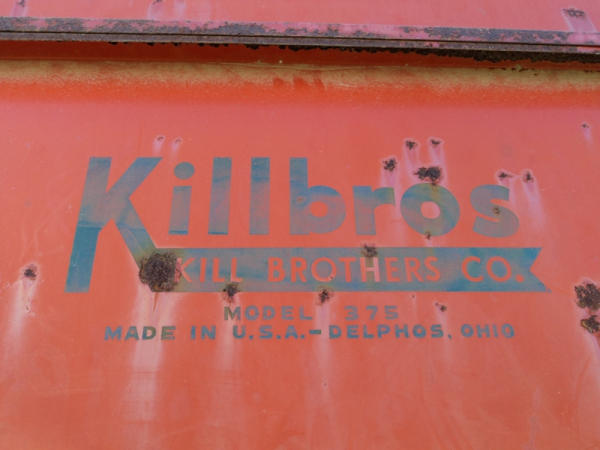 Killbros
KILL BROTHERS CO.
MODEL 375
MADE IN U.S.A.-DELPHOS, OHIO